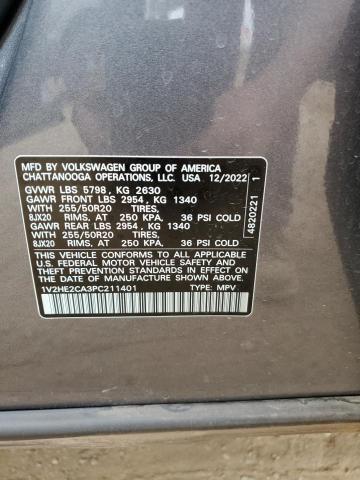 MFD BY VOLKSWAGEN GROUP OF AMERICA
CHATTANOOGA OPERATIONS, LLC. USA 12/2022
GVWR LBS 5798, KG 2630
GAWR FRONT LBS 2954, KG 1340
WITH 255/50R20 TIRES,
8JX20 RIMS, AT 250 KPA, 36 PSI COLD
GAWR REAR LBS 2954, KG 1340
WITH 255/50R20 TIRES,
8JX20 RIMS, AT 250 KPA, 36 PSI COLD
THIS VEHICLE CONFORMS TO ALL APPLICABLE
U.S. FEDERAL MOTOR VEHICLE SAFETY AND
THEFT PREVENTION STANDARDS IN EFFECT ON
THE DATE OF MANUFACTURE SHOWN ABOVE.
1V2HE2CA3PC211401 TYPE: MPV
4820221 1